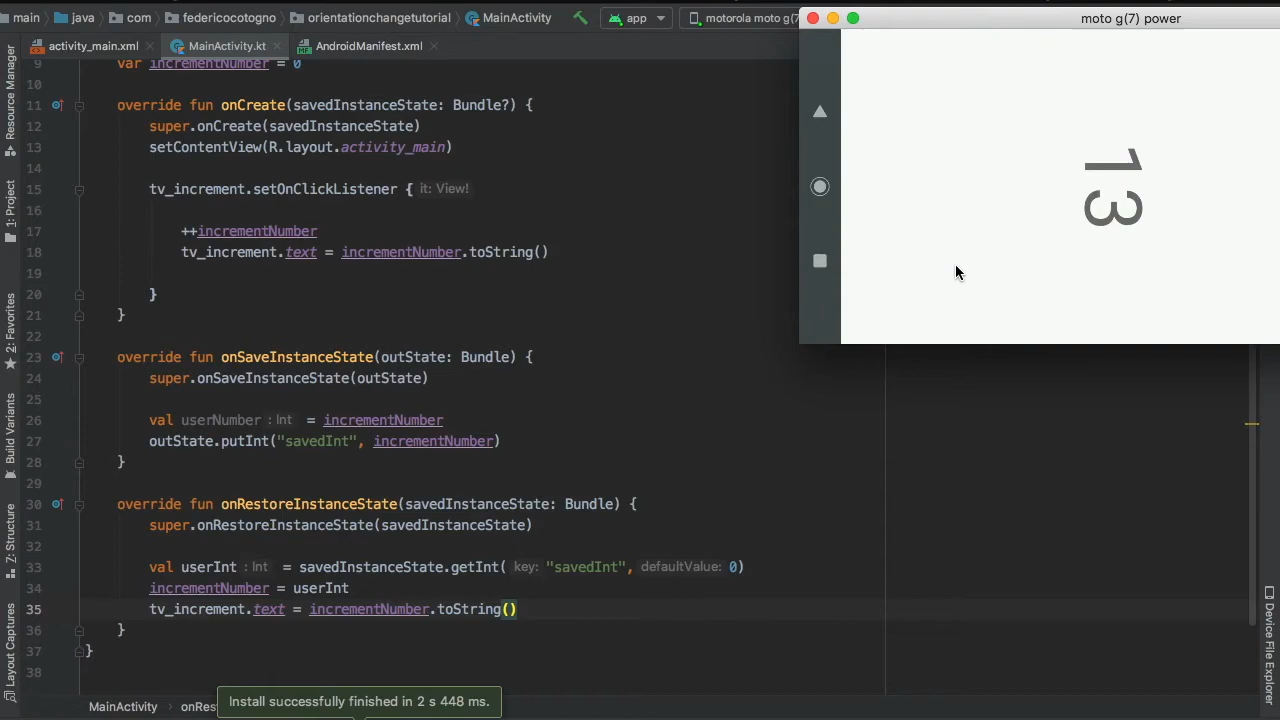 main
java
com
federicocotogno
orientationchangetutorial
MainActivity
app
motorola moto g(7)
moto g(7) power
activity_main.xml
MainActivity.kt
AndroidManifest.xml
Resource Manager
1: Project
2: Favorites
Build Variants
Z: Structure
Layout Captures
9 var incrementNumber = 0
10
11 override fun onCreate(savedInstanceState: Bundle?) {
12 super.onCreate(savedInstanceState)
13 setContentView(R.layout.activity_main)
14
15 tv_increment.setOnClickListener { it: View!
16
17 ++incrementNumber
18 tv_increment.text = incrementNumber.toString()
19
20 }
21 }
22
23 override fun onSaveInstanceState(outState: Bundle) {
24 super.onSaveInstanceState(outState)
25
26 val userNumber : Int = incrementNumber
27 outState.putInt("savedInt", incrementNumber)
28 }
29
30 override fun onRestoreInstanceState(savedInstanceState: Bundle) {
31 super.onRestoreInstanceState(savedInstanceState)
32
33 val userInt : Int = savedInstanceState.getInt( key: "savedInt", defaultValue: 0)
34 incrementNumber = userInt
35 tv_increment.text = incrementNumber.toString()
36 }
37 }
38
13
Device File Explorer
MainActivity
onRes
Install successfully finished in 2 s 448 ms.